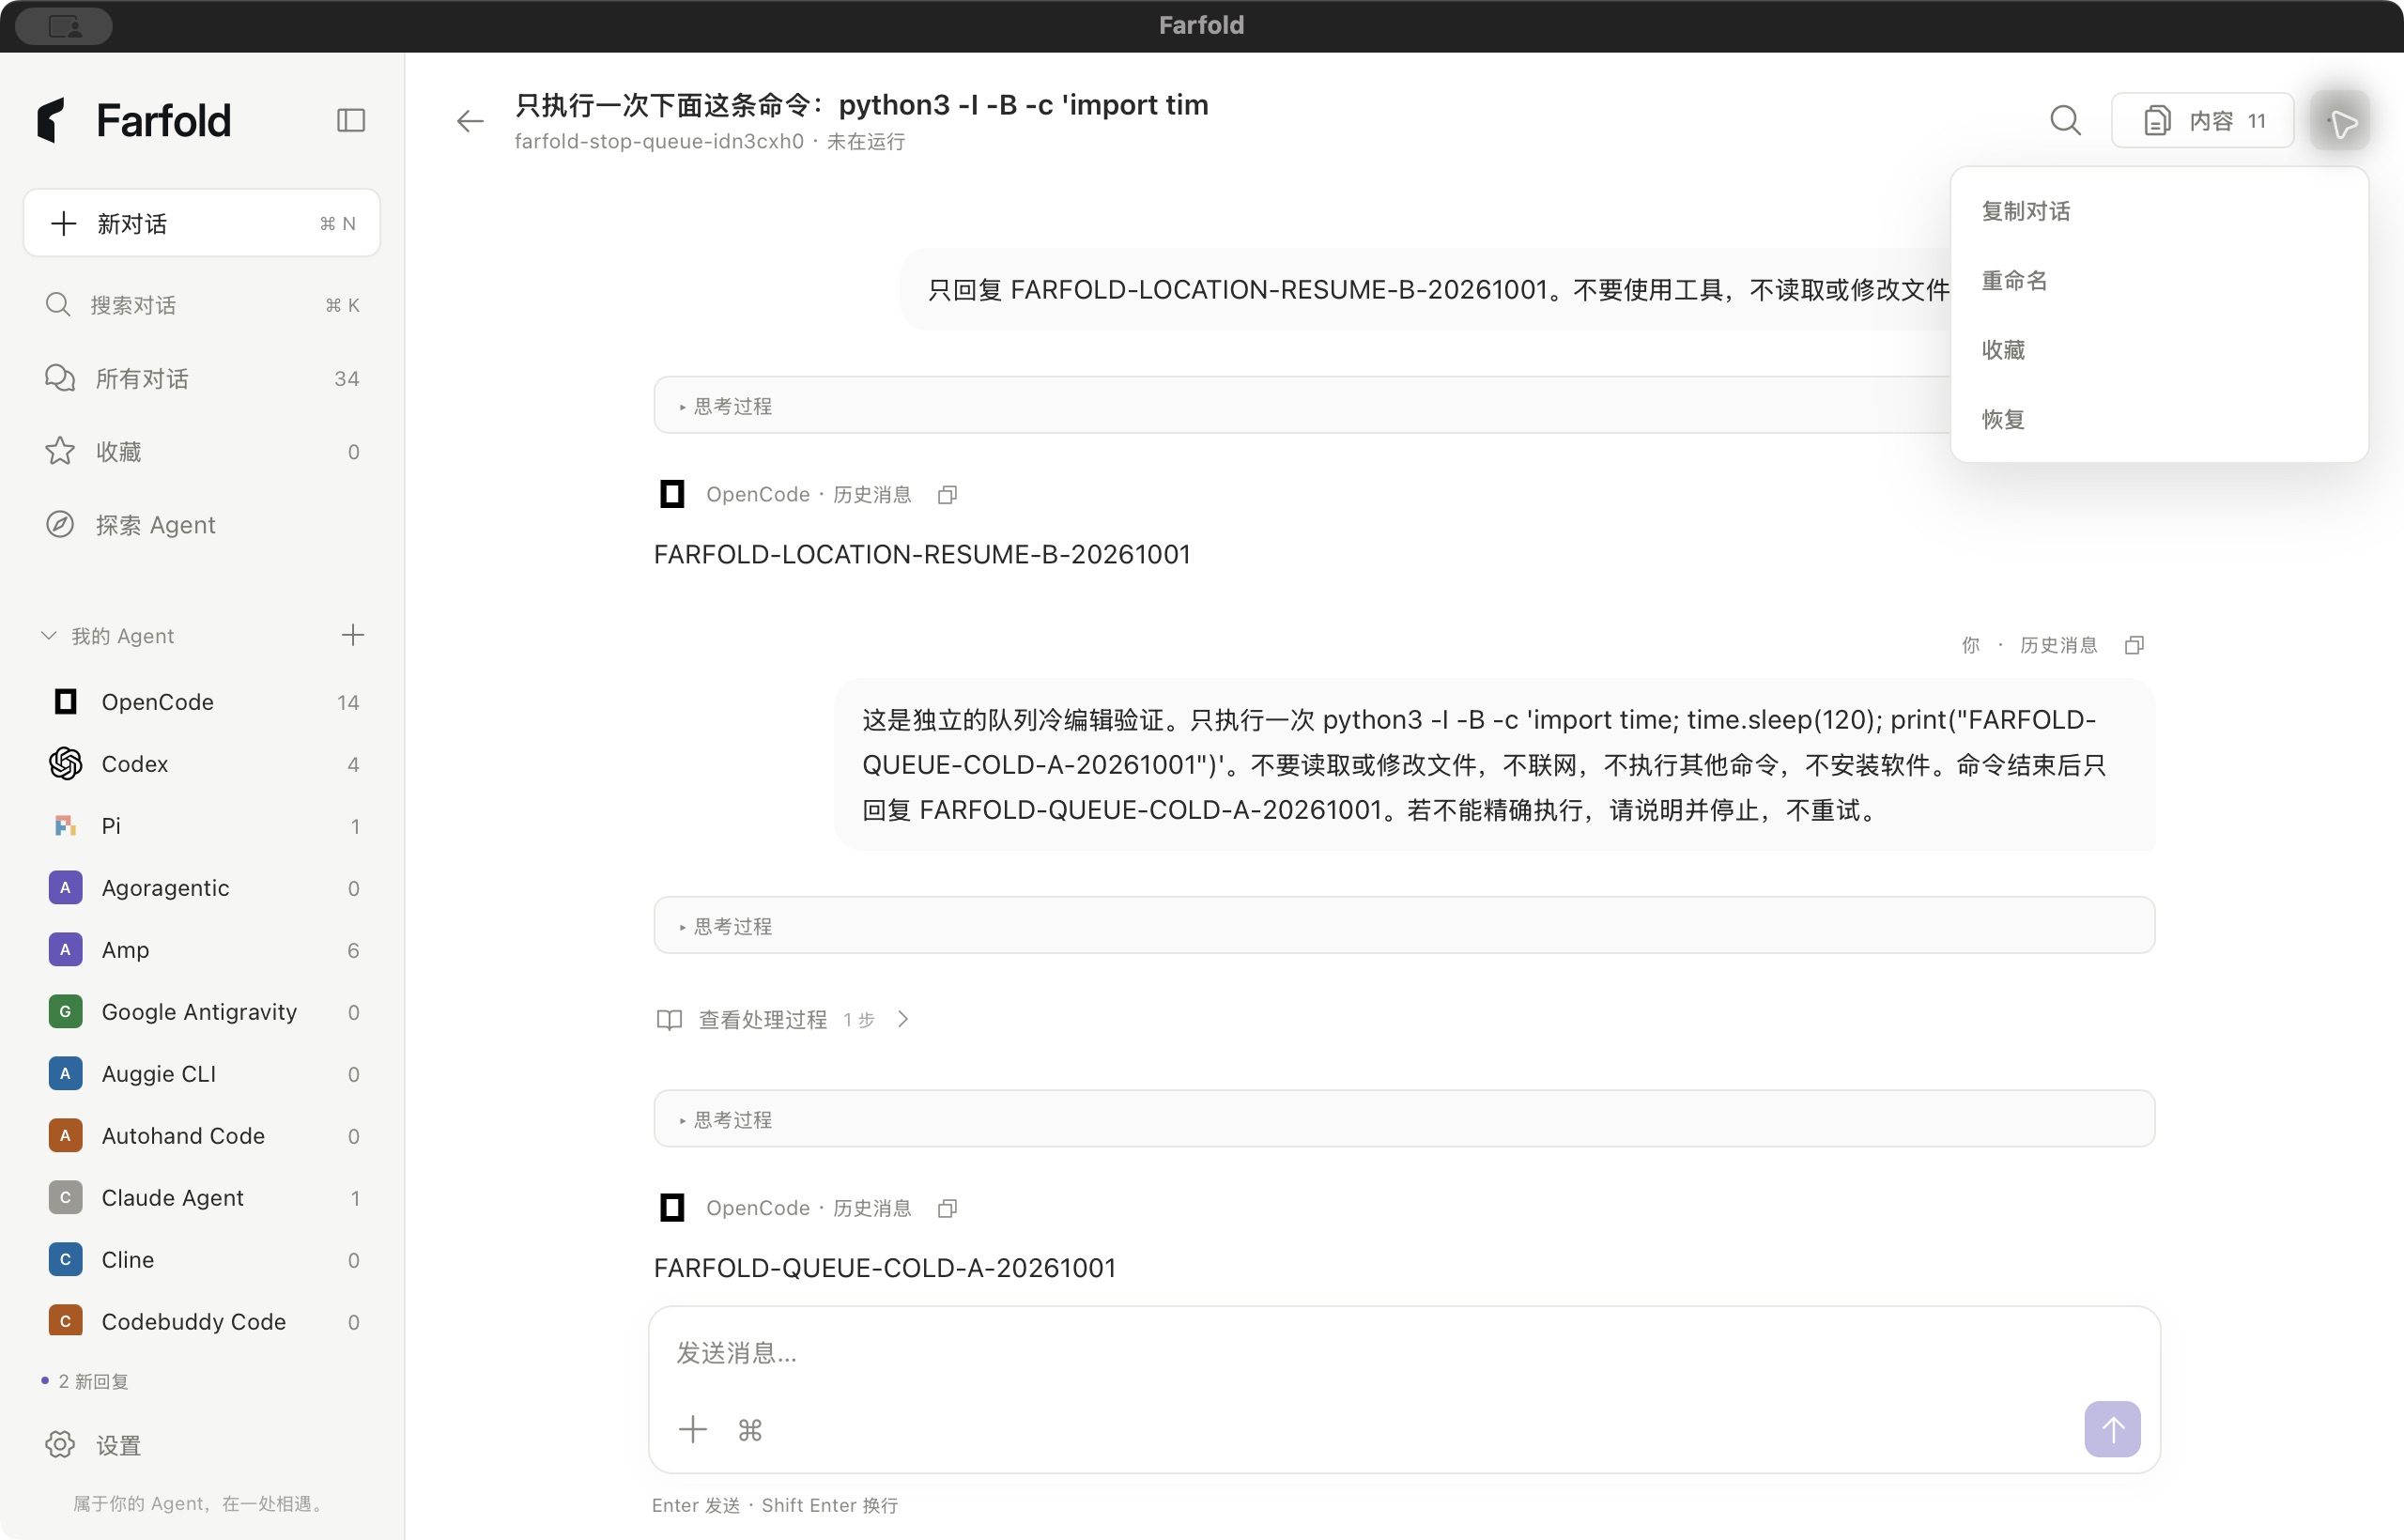 Farfold
Farfold
新对话
⌘ N
搜索对话
⌘ K
所有对话
34
收藏
0
探索 Agent
我的 Agent
OpenCode
14
Codex
4
Pi
1
A
Agoragentic
0
A
Amp
6
G
Google Antigravity
0
A
Auggie CLI
0
A
Autohand Code
0
C
Claude Agent
1
C
Cline
0
C
Codebuddy Code
0
2 新回复
设置
属于你的 Agent，在一处相遇。
只执行一次下面这条命令：python3 -I -B -c 'import tim
farfold-stop-queue-idn3cxh0 · 未在运行
内容 11
复制对话
重命名
收藏
恢复
只回复 FARFOLD-LOCATION-RESUME-B-20261001。不要使用工具，不读取或修改文件
思考过程
OpenCode · 历史消息
FARFOLD-LOCATION-RESUME-B-20261001
你 · 历史消息
这是独立的队列冷编辑验证。只执行一次 python3 -I -B -c 'import time; time.sleep(120); print("FARFOLD-
QUEUE-COLD-A-20261001")'。不要读取或修改文件，不联网，不执行其他命令，不安装软件。命令结束后只
回复 FARFOLD-QUEUE-COLD-A-20261001。若不能精确执行，请说明并停止，不重试。
思考过程
查看处理过程 1 步
思考过程
OpenCode · 历史消息
FARFOLD-QUEUE-COLD-A-20261001
发送消息...
⌘
Enter 发送 · Shift Enter 换行